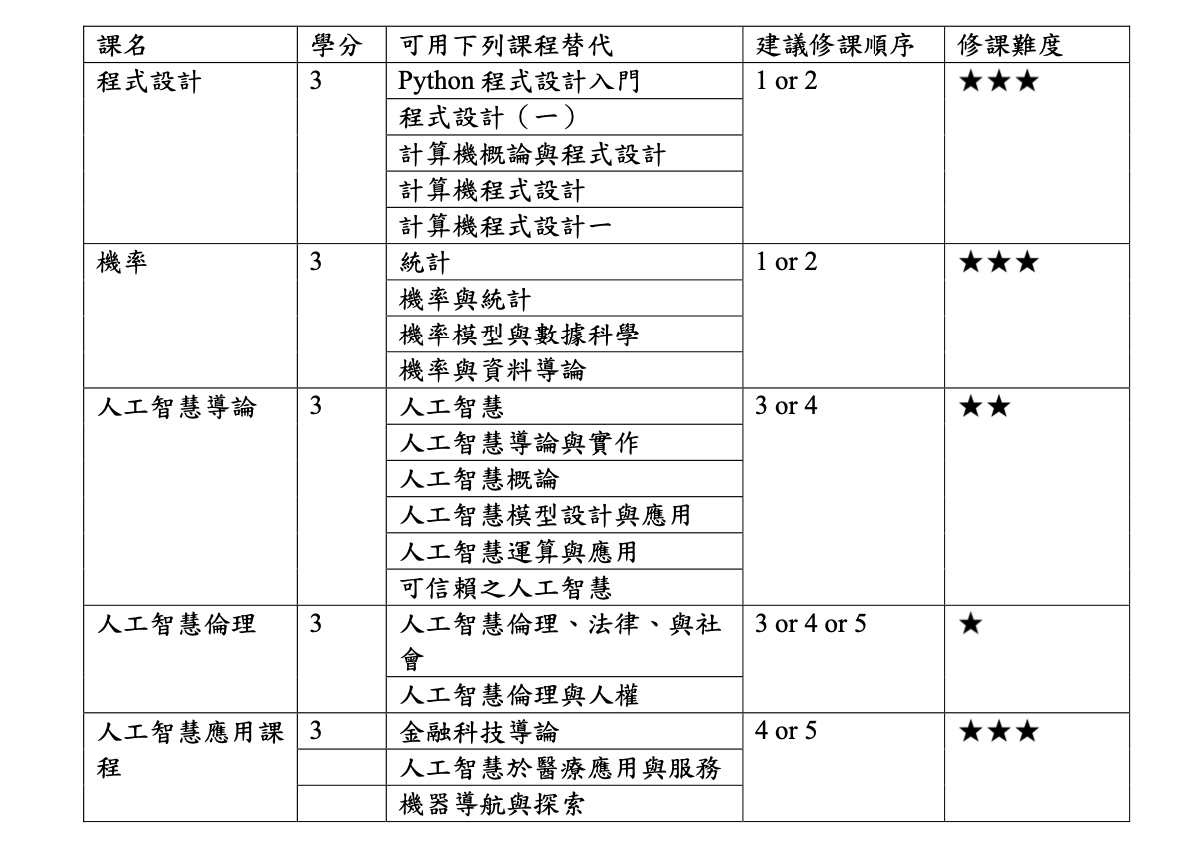 課名 學分 可用下列課程替代 建議修課順序 修課難度
程式設計 3 Python 程式設計入門 1 or 2 ★★★
程式設計（一）
計算機概論與程式設計
計算機程式設計
計算機程式設計一
機率 3 統計 1 or 2 ★★★
機率與統計
機率模型與數據科學
機率與資料導論
人工智慧導論 3 人工智慧 3 or 4 ★★
人工智慧導論與實作
人工智慧概論
人工智慧模型設計與應用
人工智慧運算與應用
可信賴之人工智慧
人工智慧倫理 3 人工智慧倫理、法律、與社 3 or 4 or 5 ★
會
人工智慧倫理與人權
人工智慧應用課 3 金融科技導論 4 or 5 ★★★
程 人工智慧於醫療應用與服務
機器導航與探索